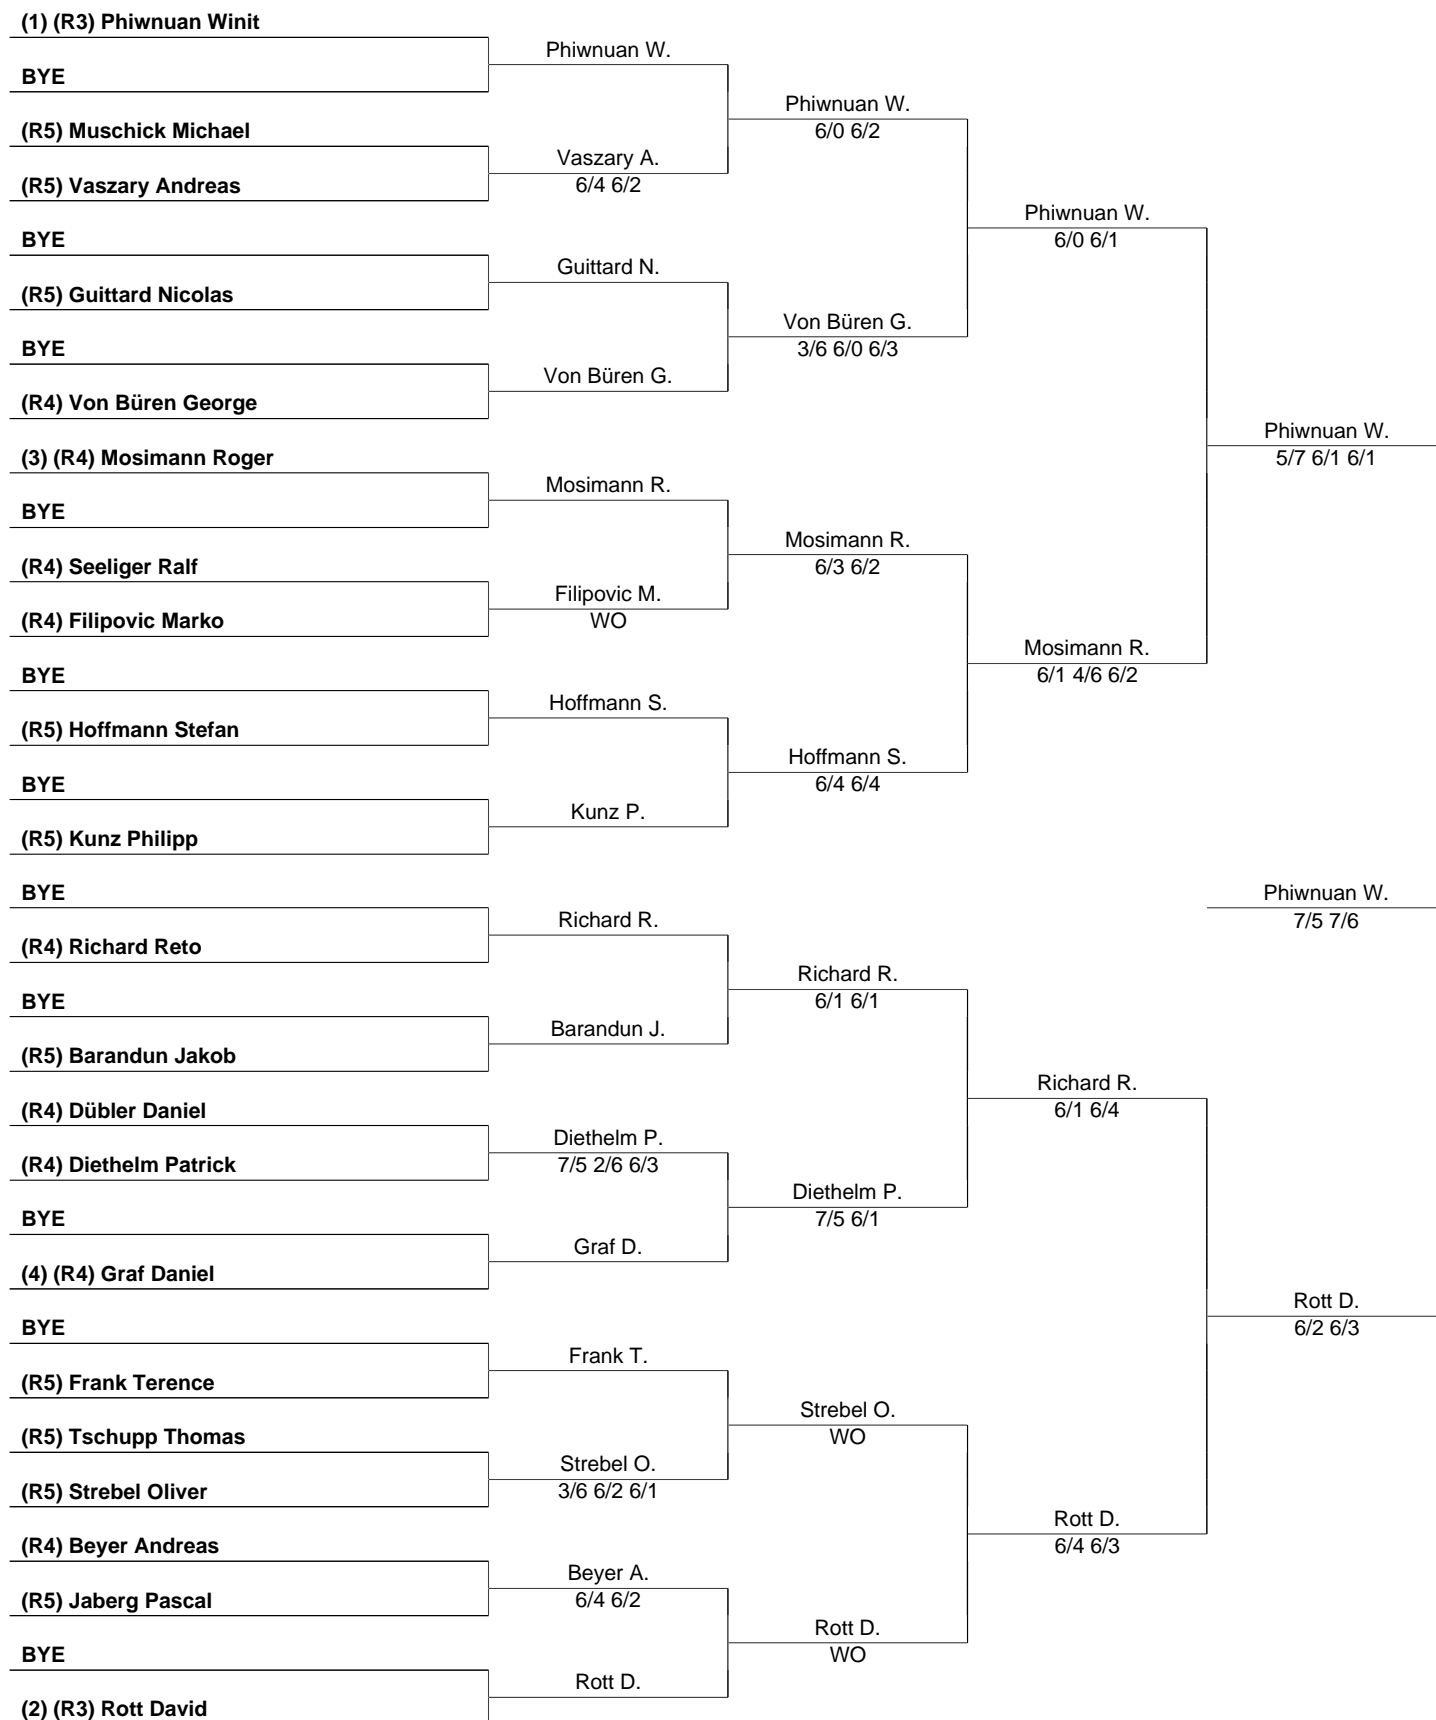 (1) (R3) Phiwnuan Winit
BYE
(R5) Muschick Michael
(R5) Vaszary Andreas
BYE
(R5) Guittard Nicolas
BYE
(R4) Von Büren George
(3) (R4) Mosimann Roger
BYE
(R4) Seeliger Ralf
(R4) Filipovic Marko
BYE
(R5) Hoffmann Stefan
BYE
(R5) Kunz Philipp
BYE
(R4) Richard Reto
BYE
(R5) Barandun Jakob
(R4) Dübler Daniel
(R4) Diethelm Patrick
BYE
(4) (R4) Graf Daniel
BYE
(R5) Frank Terence
(R5) Tschupp Thomas
(R5) Strebel Oliver
(R4) Beyer Andreas
(R5) Jaberg Pascal
BYE
(2) (R3) Rott David
Phiwnuan W.
Vaszary A.
6/4 6/2
Guittard N.
Von Büren G.
Mosimann R.
Filipovic M.
WO
Hoffmann S.
Kunz P.
Richard R.
Barandun J.
Diethelm P.
7/5 2/6 6/3
Graf D.
Frank T.
Strebel O.
3/6 6/2 6/1
Beyer A.
6/4 6/2
Rott D.
Phiwnuan W.
6/0 6/2
Von Büren G.
3/6 6/0 6/3
Mosimann R.
6/3 6/2
Hoffmann S.
6/4 6/4
Richard R.
6/1 6/1
Diethelm P.
7/5 6/1
Strebel O.
WO
Rott D.
WO
Phiwnuan W.
6/0 6/1
Mosimann R.
6/1 4/6 6/2
Richard R.
6/1 6/4
Rott D.
6/4 6/3
Phiwnuan W.
5/7 6/1 6/1
Phiwnuan W.
7/5 7/6
Rott D.
6/2 6/3